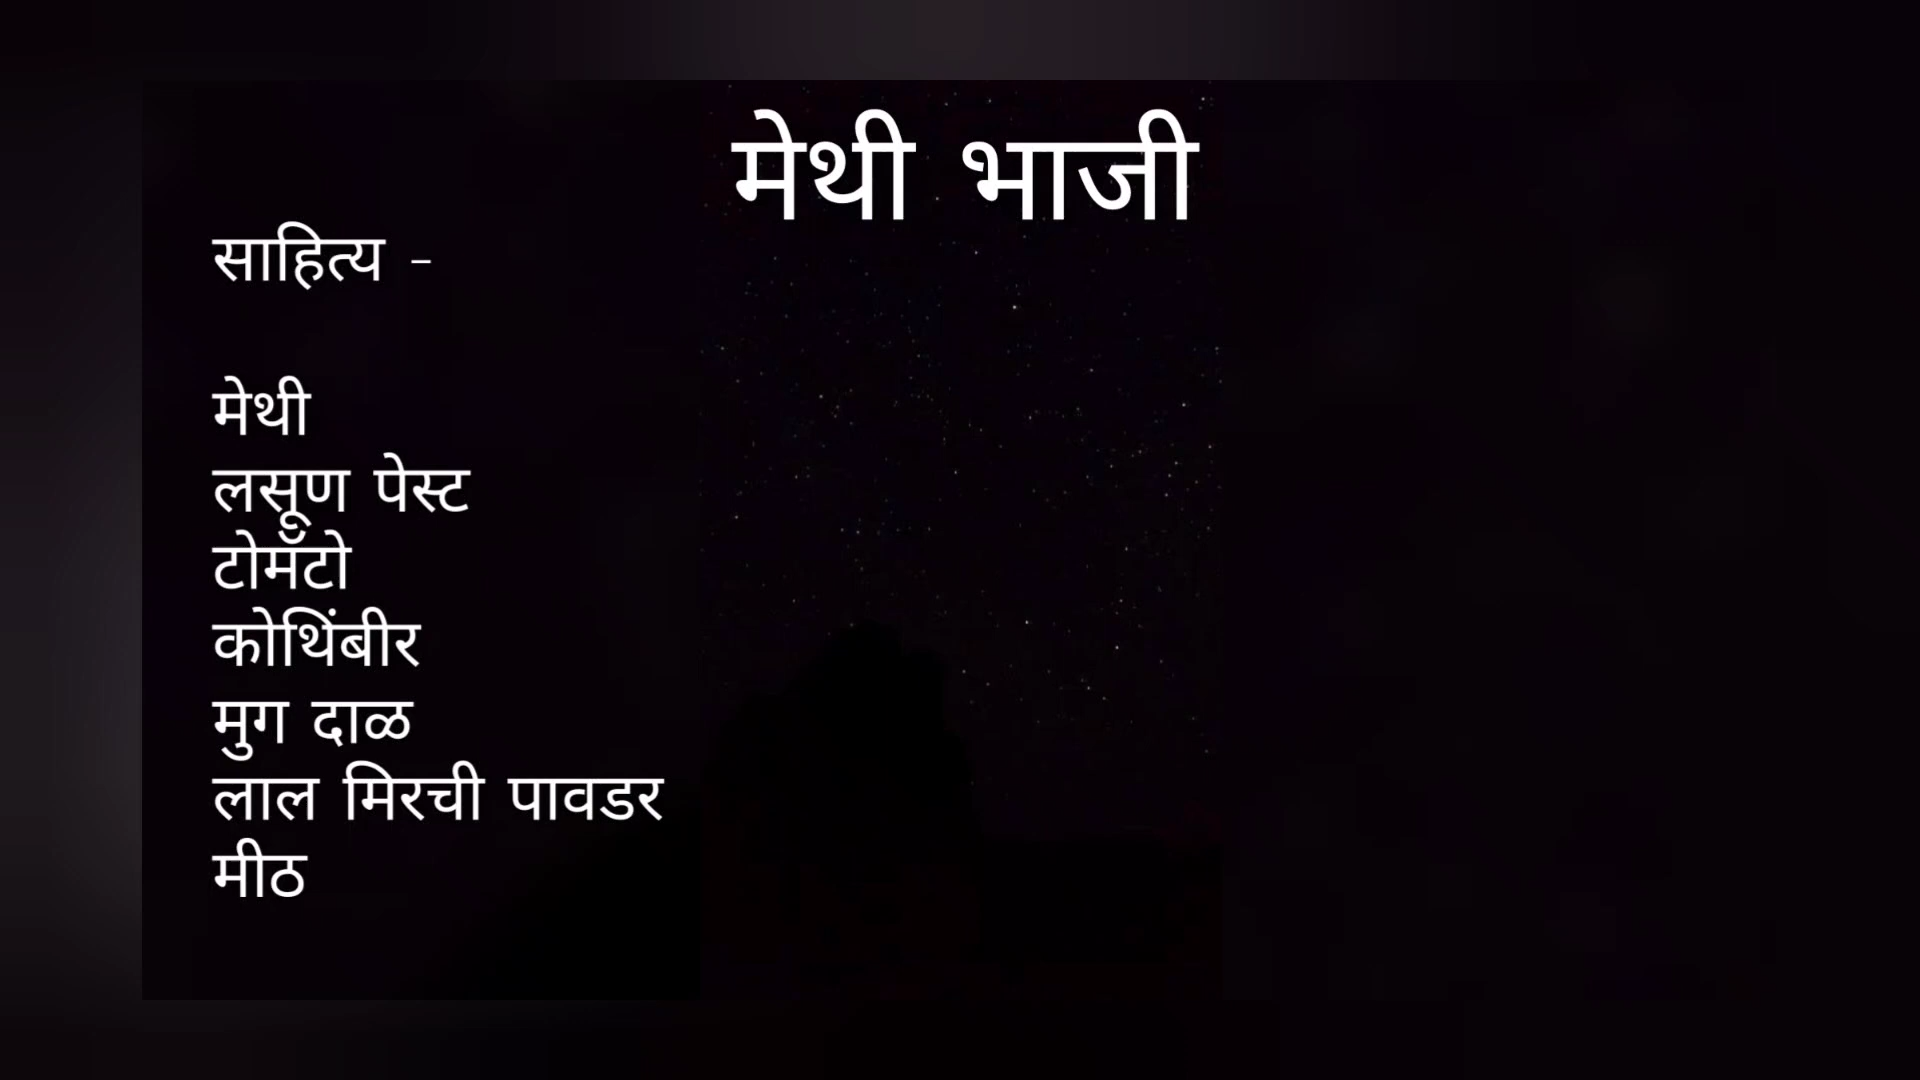 मेथी भाजी
साहित्य -
मेथी
लसूण पेस्ट
टोमॅटो
कोथिंबीर
मुग दाळ
लाल मिरची पावडर
मीठ